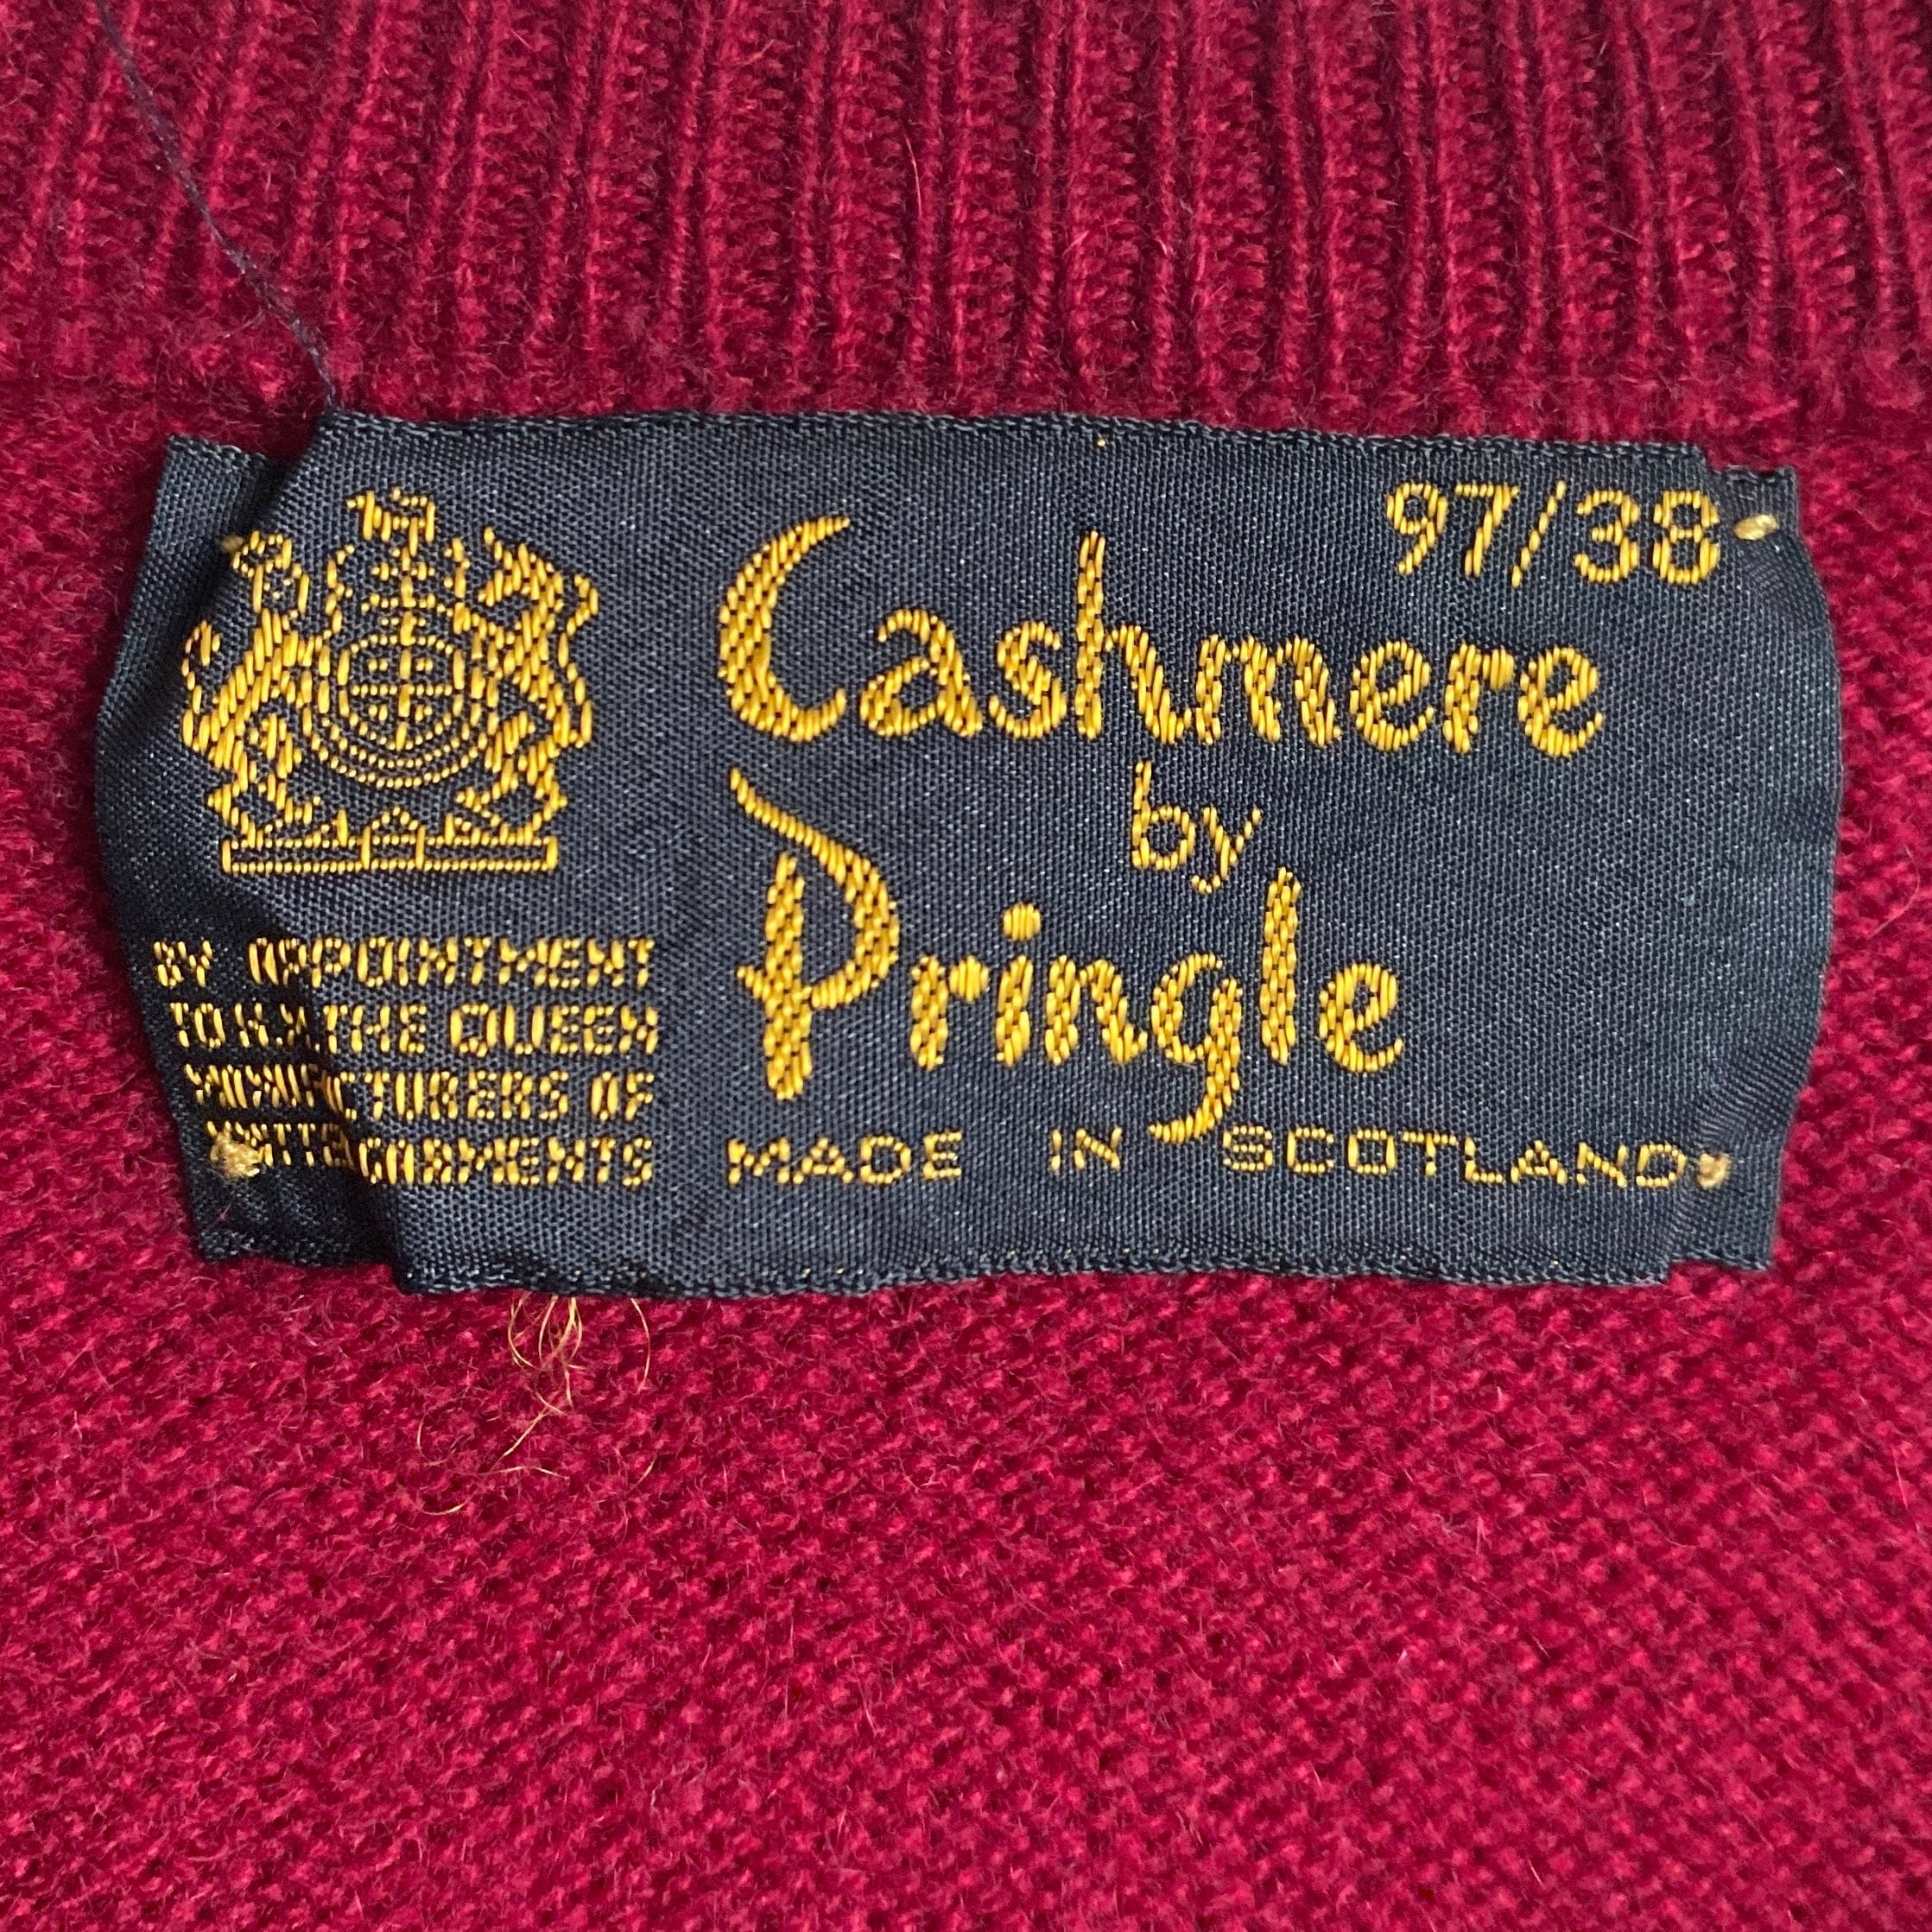 97/38
Cashmere
by
Pringle
MADE IN SCOTLAND
BY APPOINTMENT
TO H.M. THE QUEEN
MANUFACTURERS OF
KNITTED GARMENTS